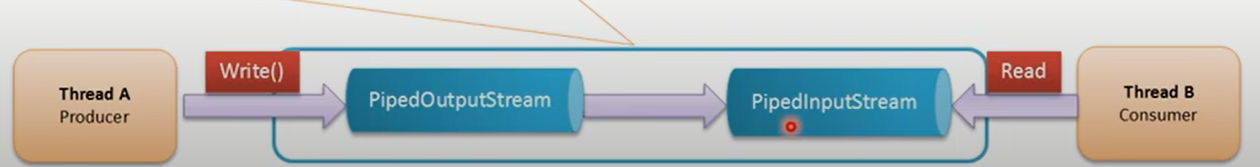 Thread A
Producer
Write()
PipedOutputStream
PipedInputStream
Read
Thread B
Consumer